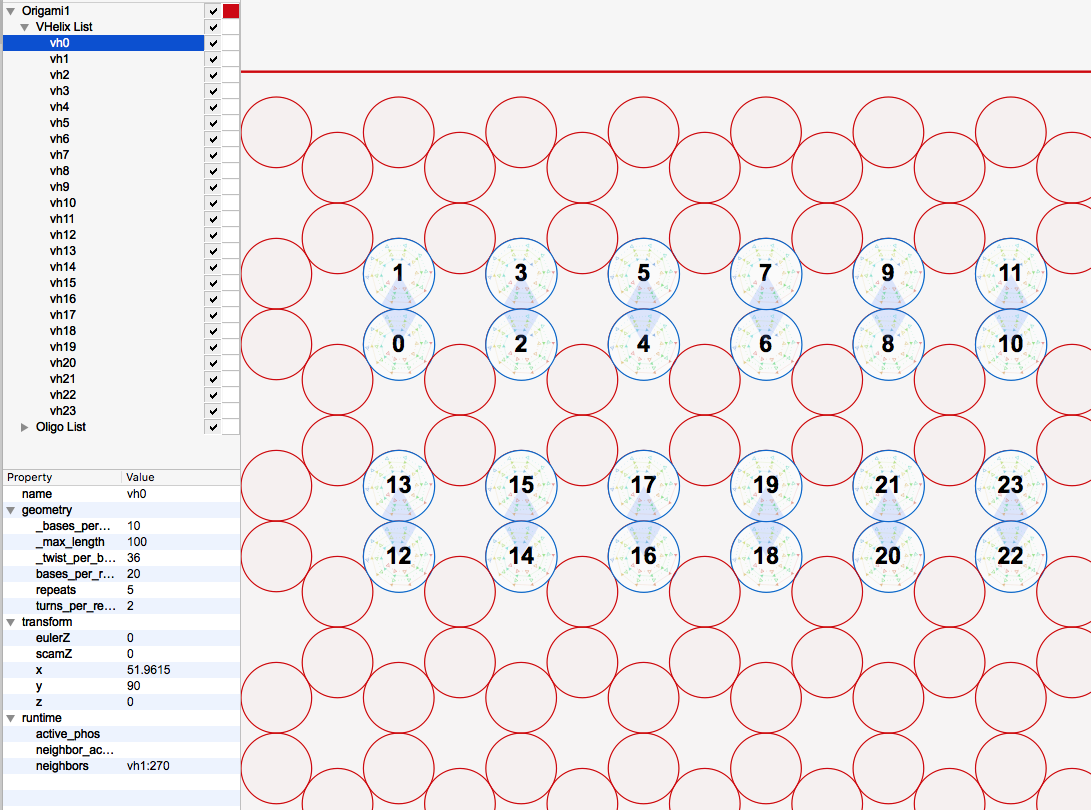 Origami1
VHelix List
vh0
vh1
vh2
vh3
vh4
vh5
vh6
vh7
vh8
vh9
vh10
vh11
vh12
vh13
vh14
vh15
vh16
vh17
vh18
vh19
vh20
vh21
vh22
vh23
Oligo List
Property Value
name vh0
geometry
_bases_per... 10
_max_length 100
_twist_per_b... 36
bases_per_r... 20
repeats 5
turns_per_re... 2
transform
eulerZ 0
scamZ 0
x 51.9615
y 90
z 0
runtime
active_phos
neighbor_ac...
neighbors vh1:270
1 3 5 7 9 11
0 2 4 6 8 10
13 15 17 19 21 23
12 14 16 18 20 22